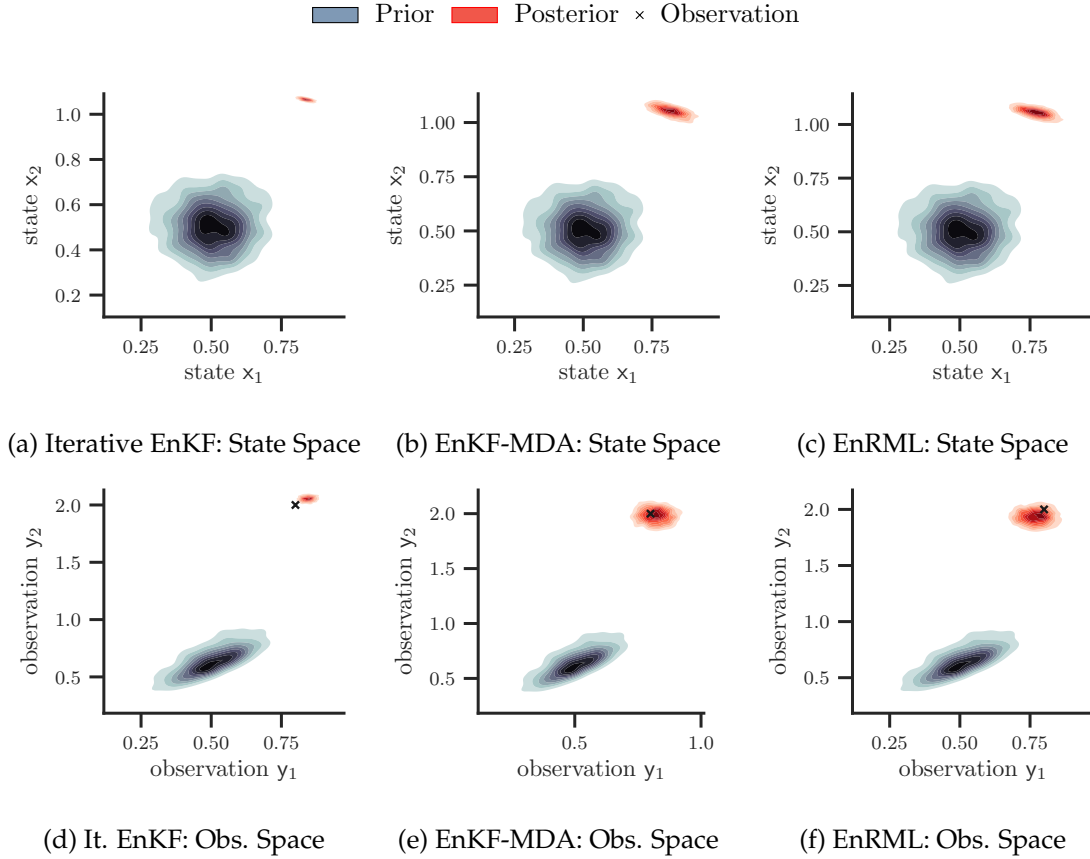 Prior Posterior × Observation
1.0
0.8
0.6
0.4
0.2
state x₂
0.25 0.50 0.75
state x₁
1.00
0.75
0.50
0.25
state x₂
0.25 0.50 0.75
state x₁
1.00
0.75
0.50
0.25
state x₂
0.25 0.50 0.75
state x₁
(a) Iterative EnKF: State Space
(b) EnKF-MDA: State Space
(c) EnRML: State Space
2.0
1.5
1.0
0.5
observation y₂
0.25 0.50 0.75
observation y₁
2.0
1.5
1.0
0.5
observation y₂
0.5 1.0
observation y₁
2.0
1.5
1.0
0.5
observation y₂
0.25 0.50 0.75
observation y₁
(d) It. EnKF: Obs. Space
(e) EnKF-MDA: Obs. Space
(f) EnRML: Obs. Space